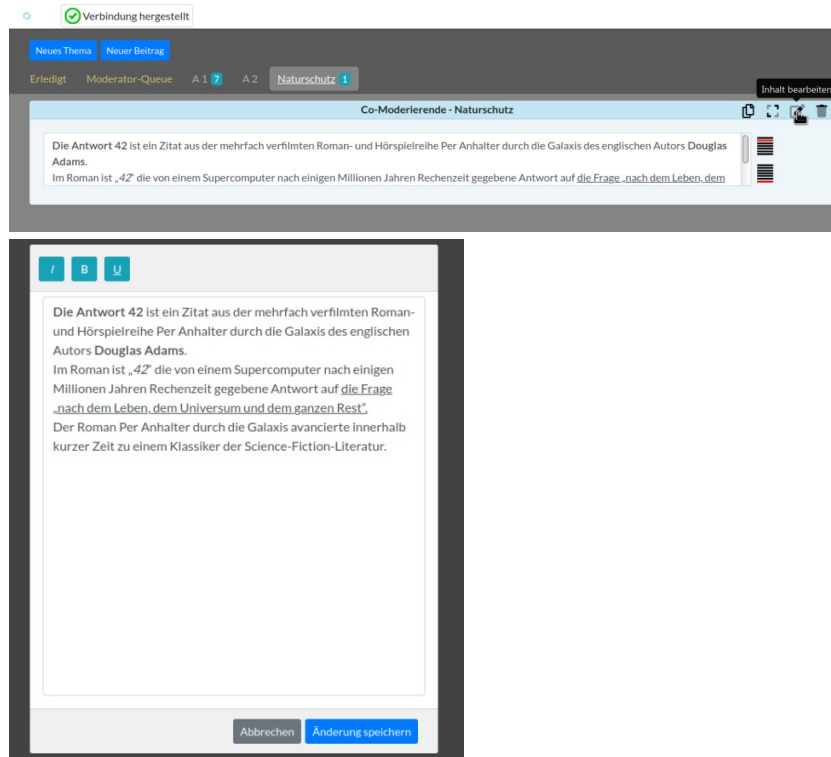 Verbindung hergestellt
Neues Thema Neuer Beitrag
Erledigt Moderator-Queue A 1 7 A 2 Naturschutz 1
Inhalt bearbeiten
Co-Moderierende - Naturschutz
Die Antwort 42 ist ein Zitat aus der mehrfach verfilmten Roman- und Hörspielreihe Per Anhalter durch die Galaxis des englischen Autors Douglas
Adams.
Im Roman ist „42“ die von einem Supercomputer nach einigen Millionen Jahren Rechenzeit gegebene Antwort auf die Frage „nach dem Leben, dem
I B U
Die Antwort 42 ist ein Zitat aus der mehrfach verfilmten Roman-
und Hörspielreihe Per Anhalter durch die Galaxis des englischen
Autors Douglas Adams.
Im Roman ist „42“ die von einem Supercomputer nach einigen
Millionen Jahren Rechenzeit gegebene Antwort auf die Frage
„nach dem Leben, dem Universum und dem ganzen Rest“.
Der Roman Per Anhalter durch die Galaxis avancierte innerhalb
kurzer Zeit zu einem Klassiker der Science-Fiction-Literatur.
Abbrechen Änderung speichern